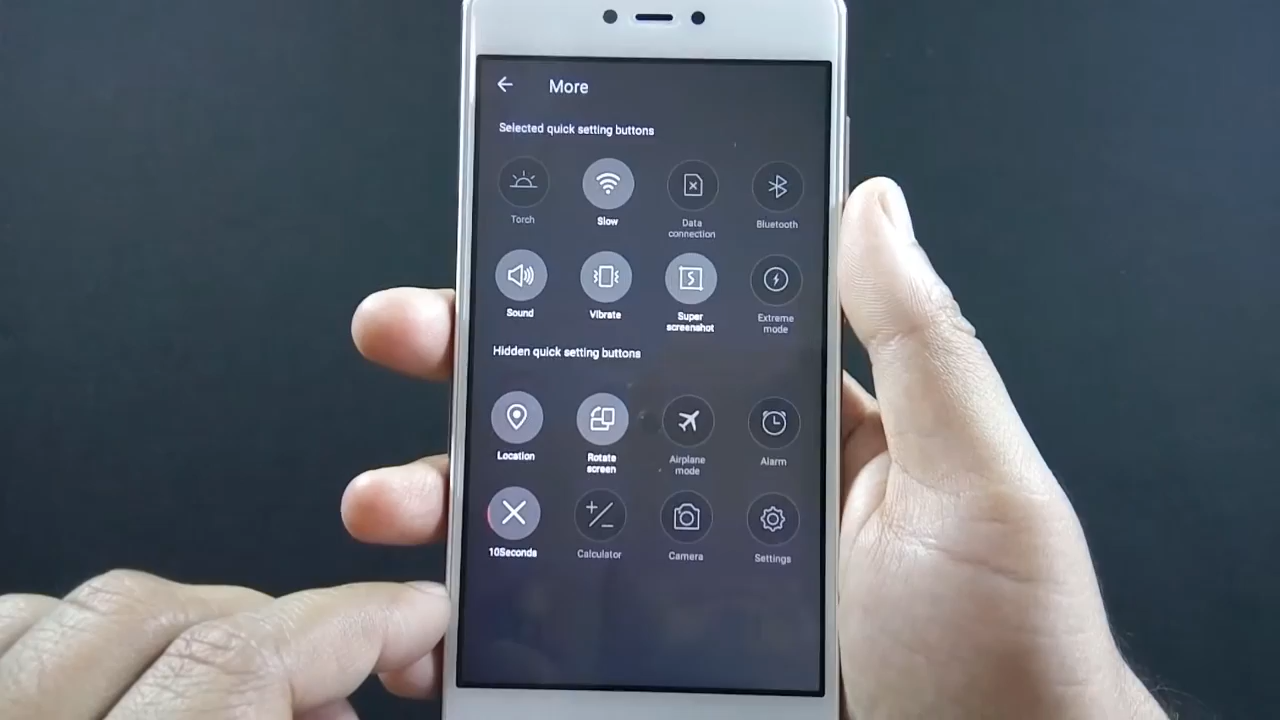 More
Selected quick setting buttons
Torch
Slow
Data
connection
Bluetooth
Sound
Vibrate
Super
screenshot
Extreme
mode
Hidden quick setting buttons
Location
Rotate
screen
Airplane
mode
Alarm
10Seconds
Calculator
Camera
Settings